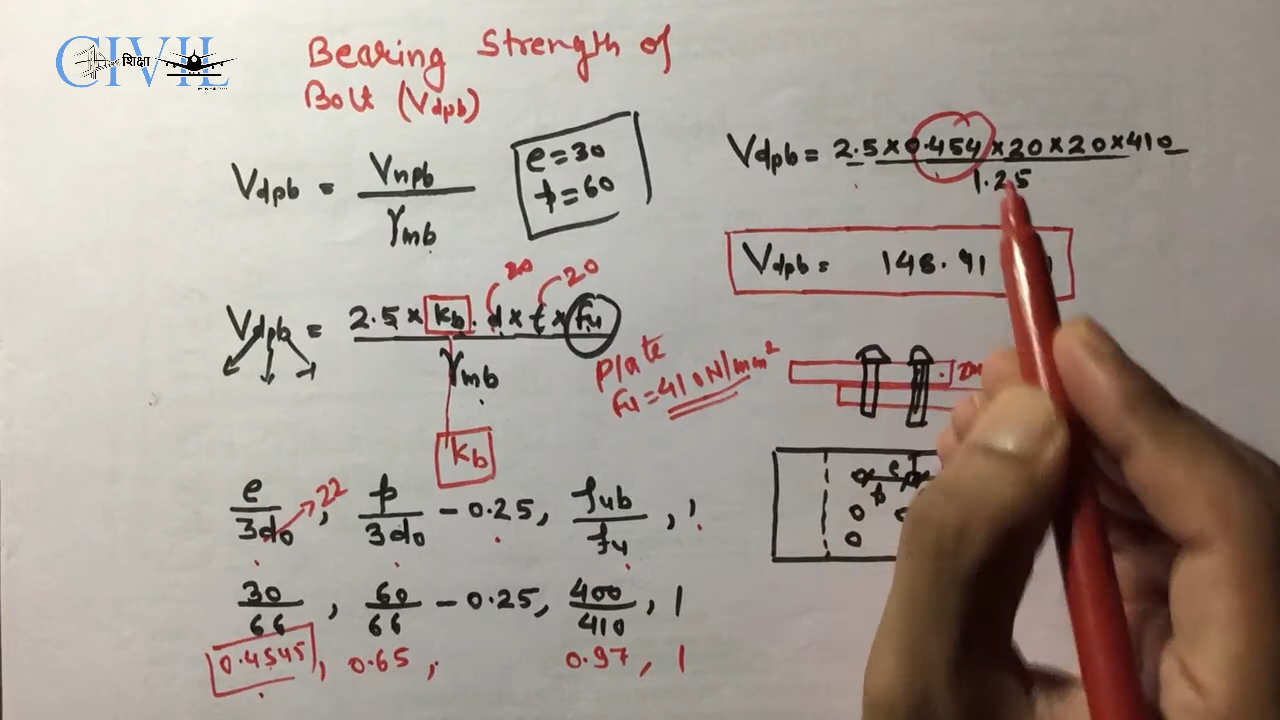 CIVIL
शिक्षा
Bearing Strength of
Bolt (Vdpb)
Vdpb = Vnpb / γmb
e = 30
p = 60
Vdpb = 2.5 × 0.454 × 20 × 20 × 410 / 1.25
Vdpb = 148.91
20
20
Vdpb = 2.5 × kb . d × t × Fu / γmb
Plate
Fu = 410 N/mm²
kb
e / 3d₀, p / 3d₀ - 0.25, fub / fu, 1
22
e
p
30 / 66, 60 / 66 - 0.25, 400 / 410, 1
0.4545, 0.65, 0.97, 1